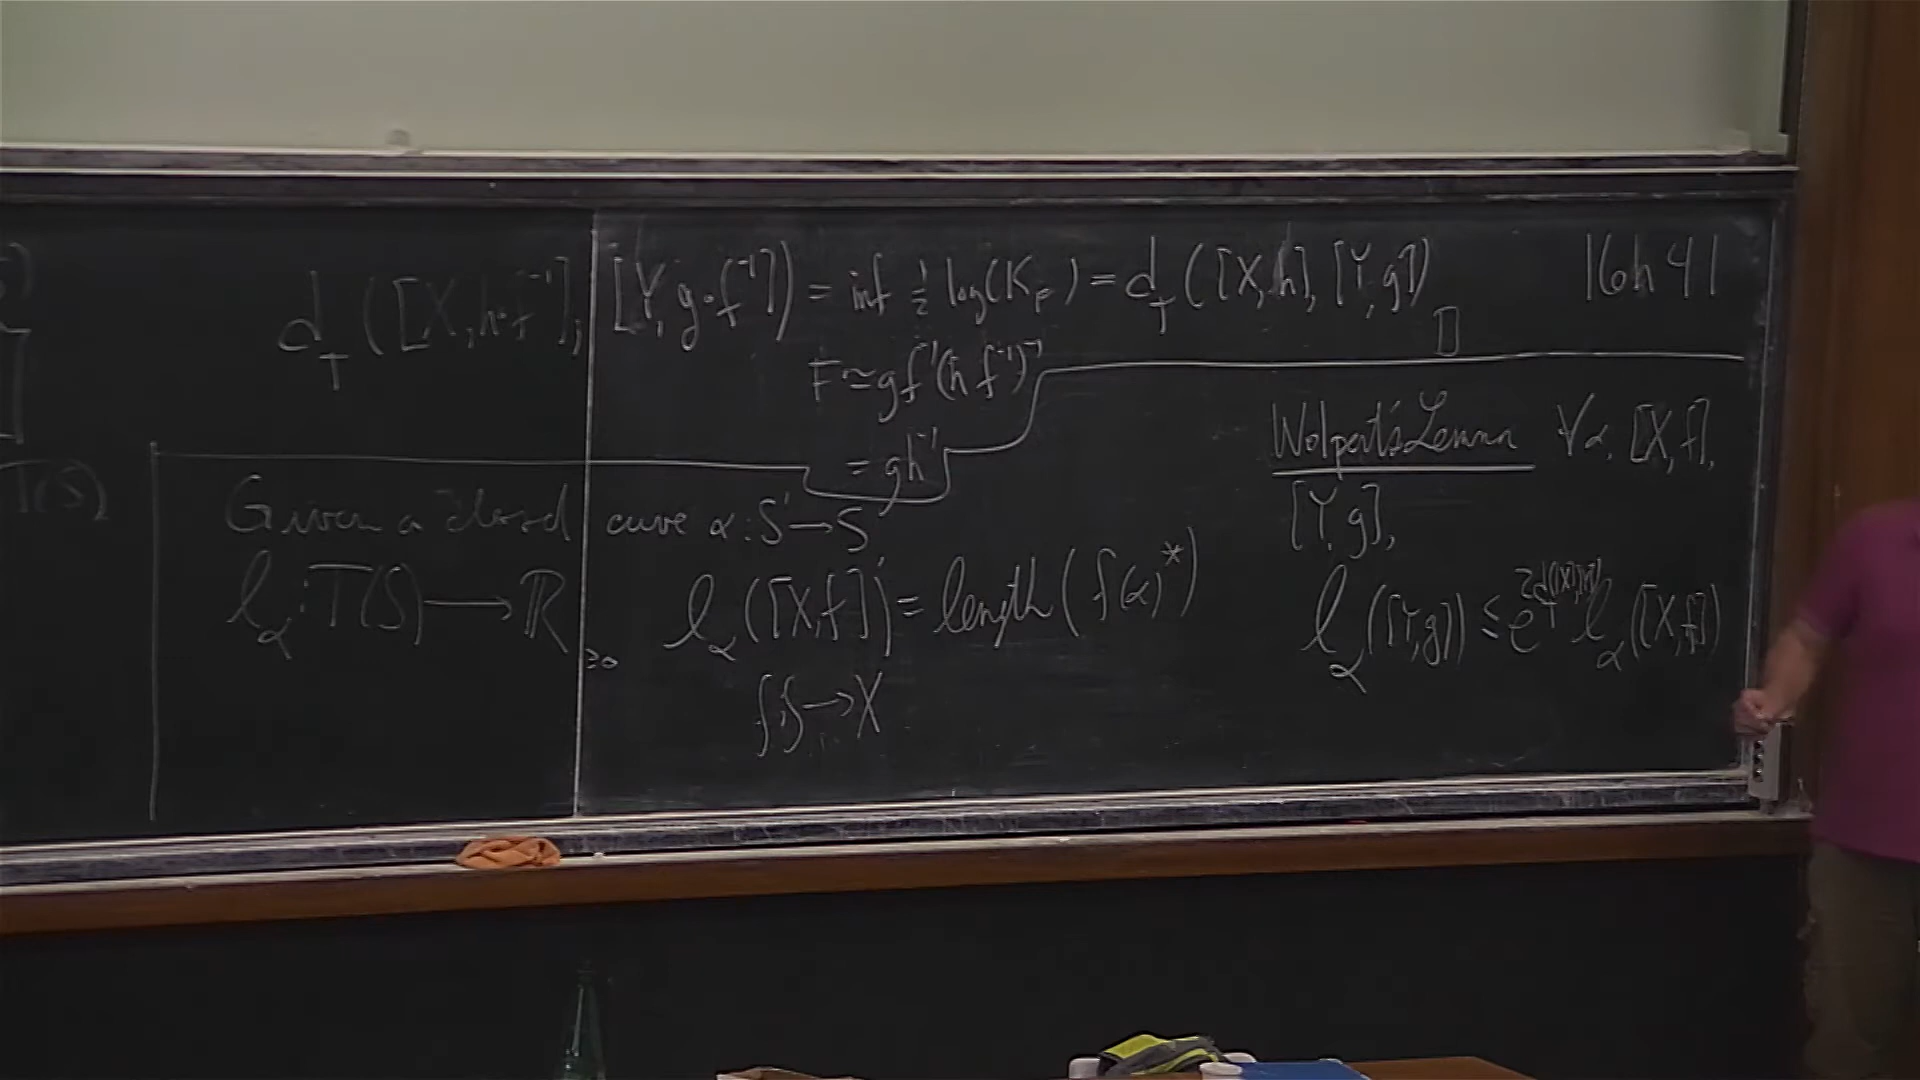 d_T([X, h∘f⁻¹], [Y, g∘f⁻¹]) = inf ½ log(K_F) = d_T([X,h],[Y,g]) □
16h41
F ≃ gf⁻¹(hf⁻¹)⁻¹
= gh⁻¹
T(S)
Given a closed curve α: S¹ → S
l_α: T(S) → ℝ_≥0 l_α([X,f]) = length(f(α)*)
f: S → X
Wolpert's Lemma ∀α, [X,f],
[Y,g],
l_α([Y,g]) ≤ e^{2d_T([X],[Y])} l_α([X,f])